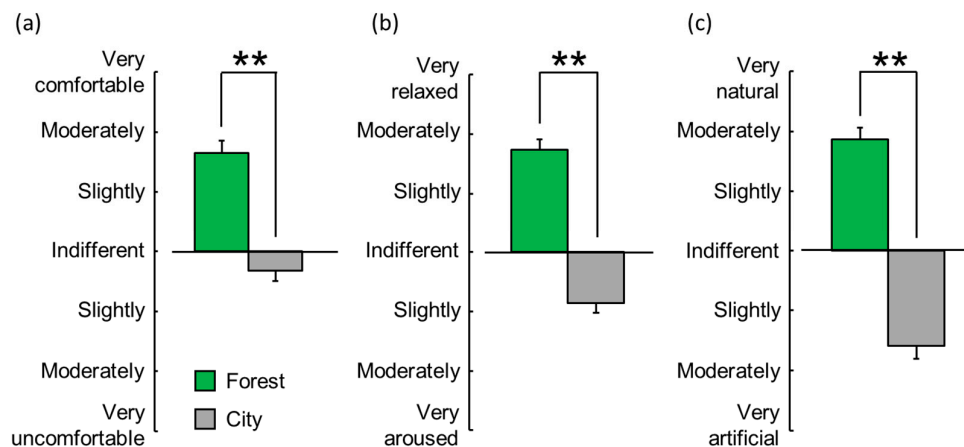 (a)
Very
comfortable
Moderately
Slightly
Indifferent
Slightly
Moderately
Very
uncomfortable
**
Forest
City
(b)
Very
relaxed
Moderately
Slightly
Indifferent
Slightly
Moderately
Very
aroused
**
(c)
Very
natural
Moderately
Slightly
Indifferent
Slightly
Moderately
Very
artificial
**